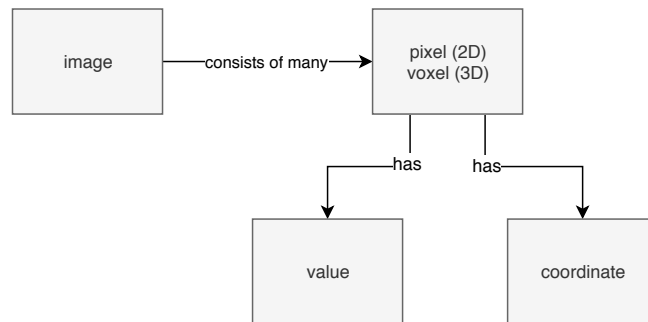 image
consists of many
pixel (2D)
voxel (3D)
has
has
value
coordinate